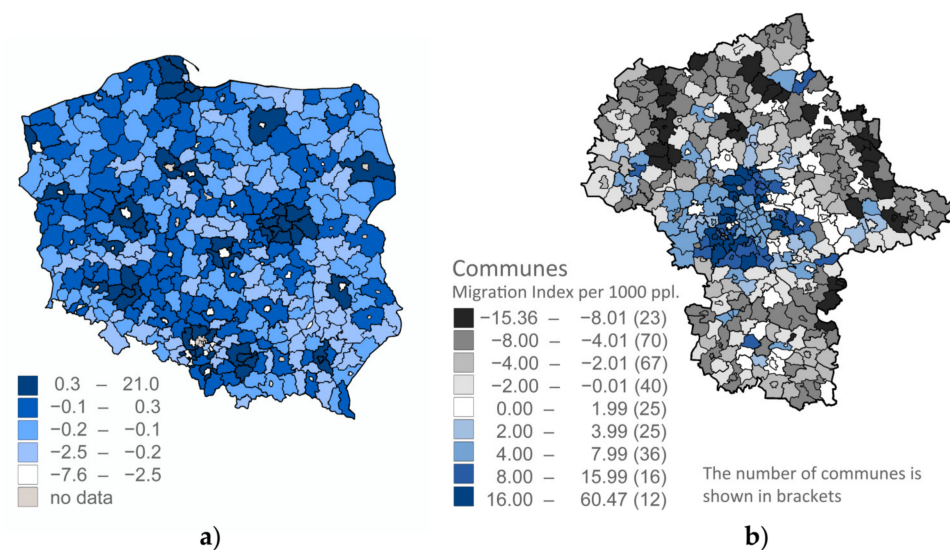 0.3 – 21.0
−0.1 – 0.3
−0.2 – −0.1
−2.5 – −0.2
−7.6 – −2.5
no data
a)
Communes
Migration Index per 1000 ppl.
−15.36 – −8.01 (23)
−8.00 – −4.01 (70)
−4.00 – −2.01 (67)
−2.00 – −0.01 (40)
0.00 – 1.99 (25)
2.00 – 3.99 (25)
4.00 – 7.99 (36)
8.00 – 15.99 (16)
16.00 – 60.47 (12)
The number of communes is
shown in brackets
b)